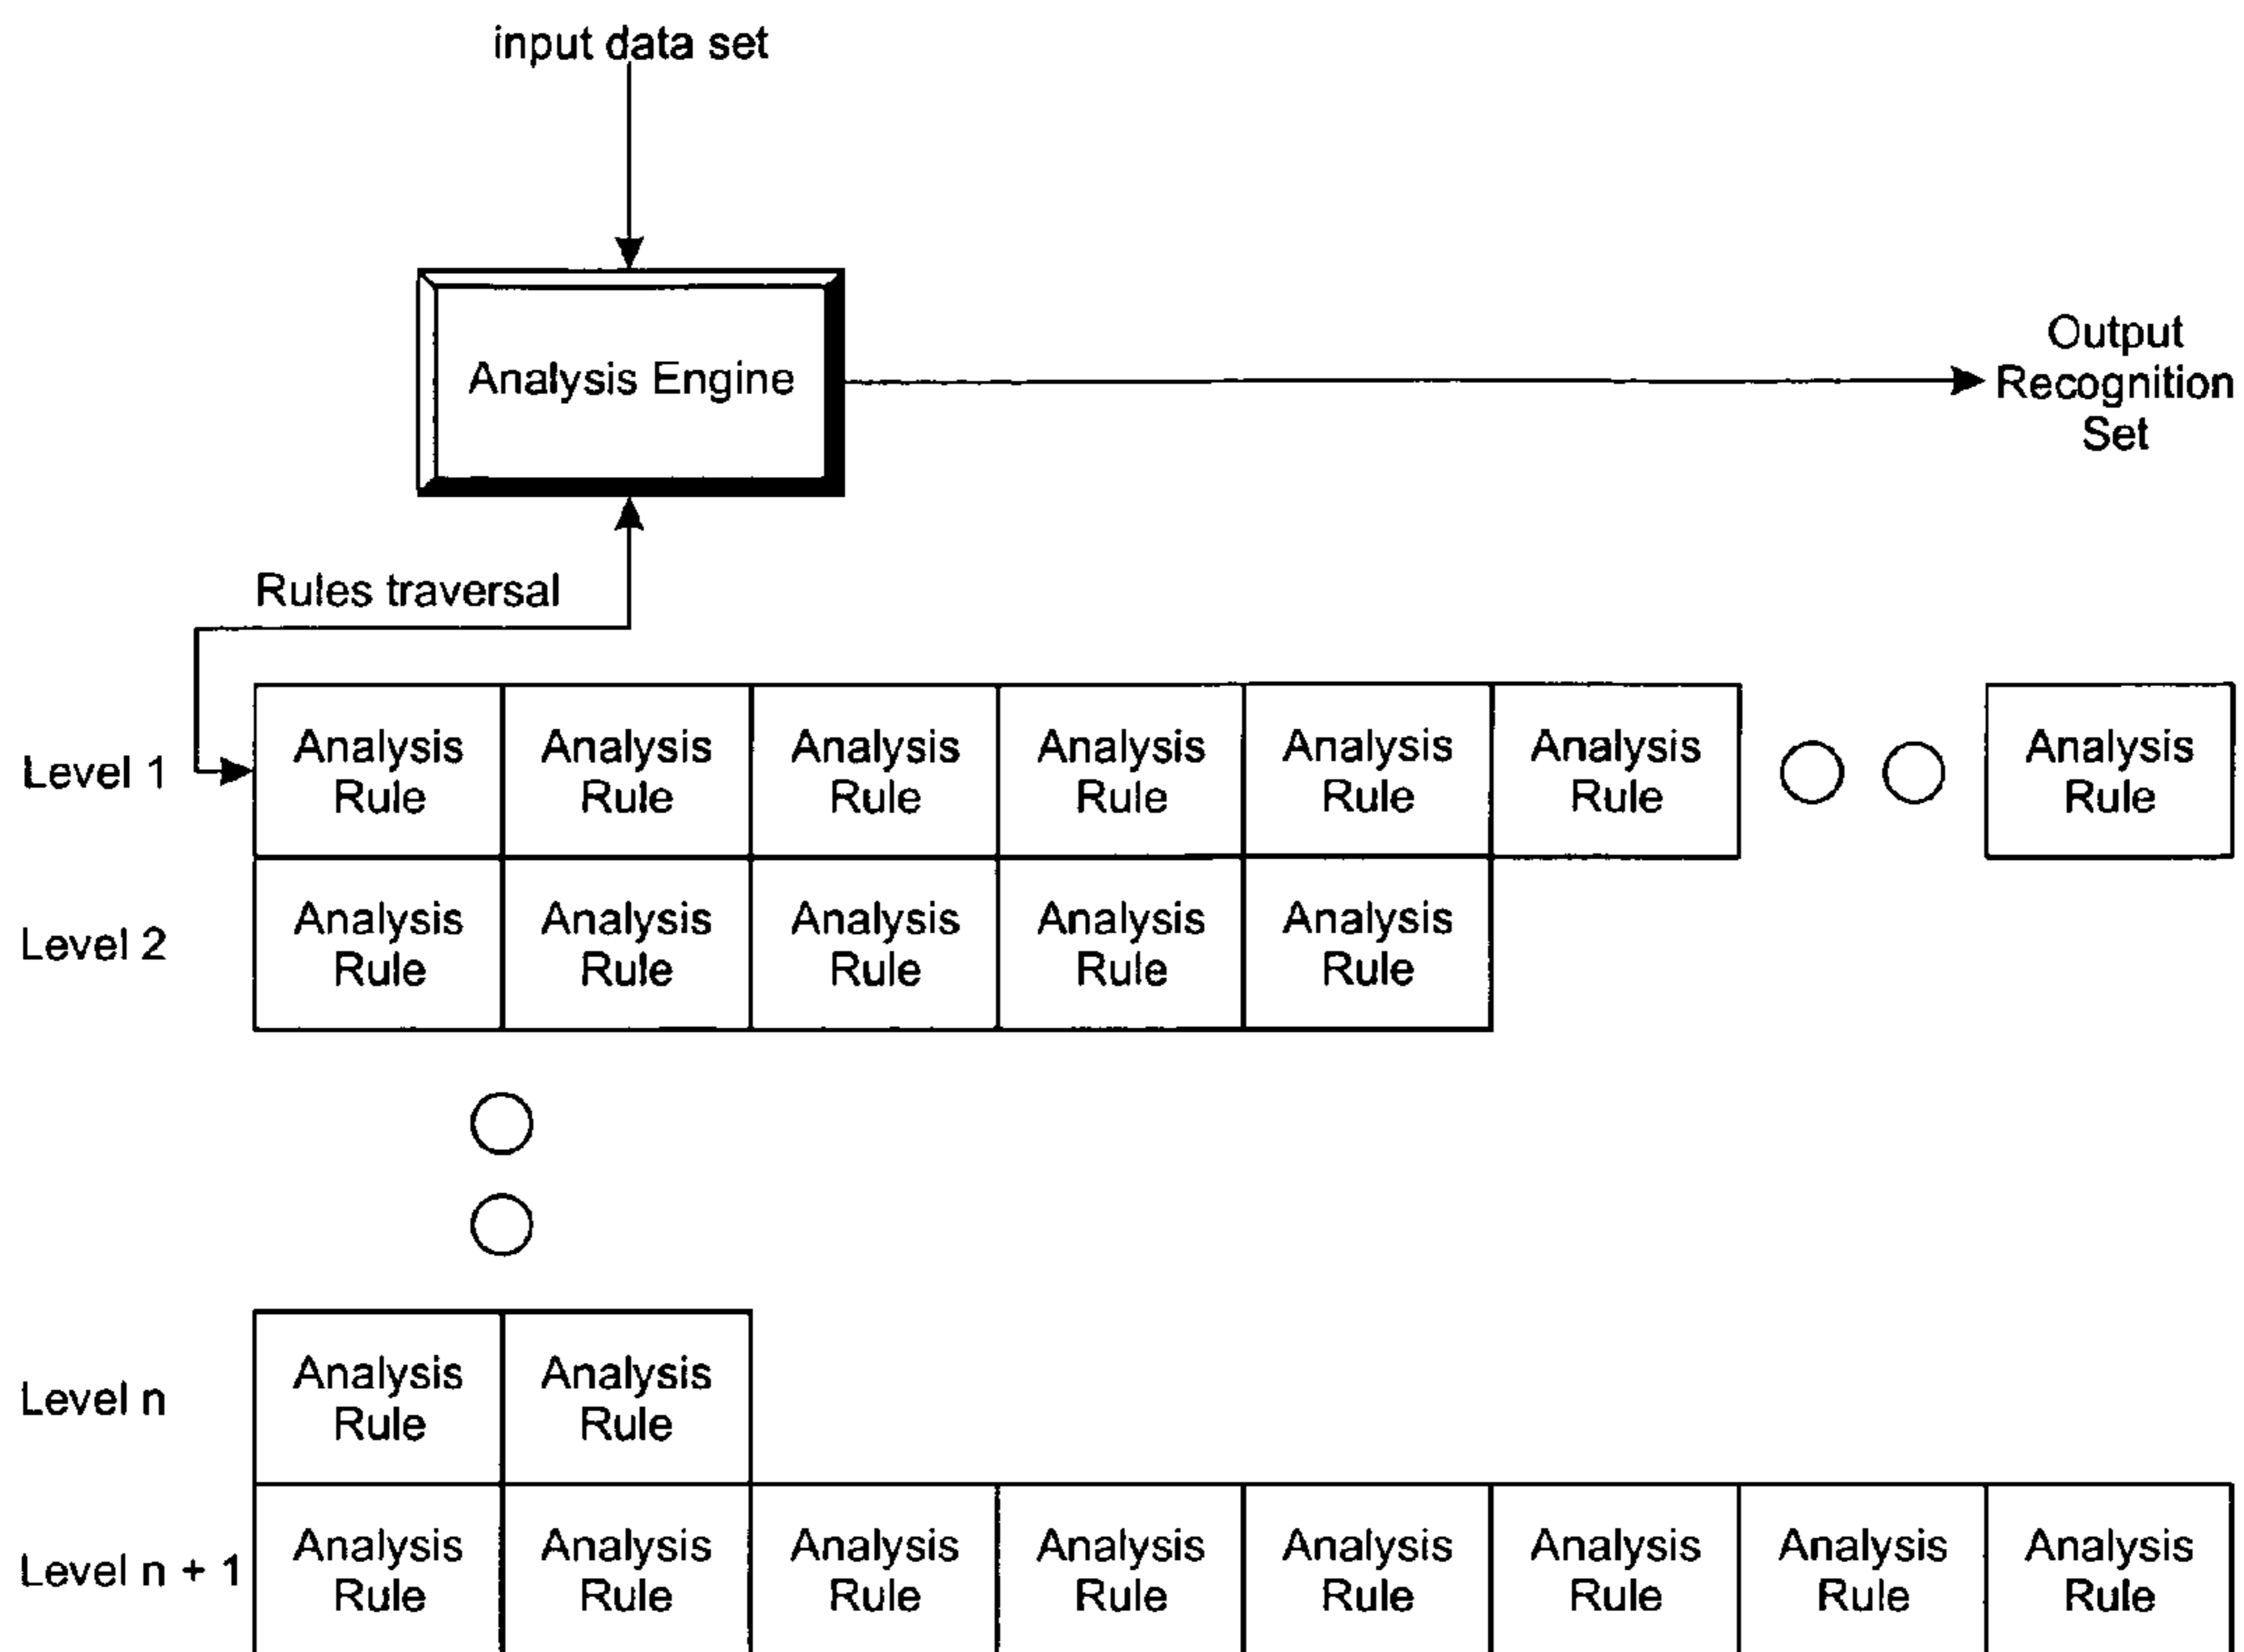 input data set
Analysis Engine
Output
Recognition
Set
Rules traversal
Level 1
Analysis Rule
Analysis Rule
Analysis Rule
Analysis Rule
Analysis Rule
Analysis Rule
Analysis Rule
Level 2
Analysis Rule
Analysis Rule
Analysis Rule
Analysis Rule
Analysis Rule
Level n
Analysis Rule
Analysis Rule
Level n + 1
Analysis Rule
Analysis Rule
Analysis Rule
Analysis Rule
Analysis Rule
Analysis Rule
Analysis Rule
Analysis Rule